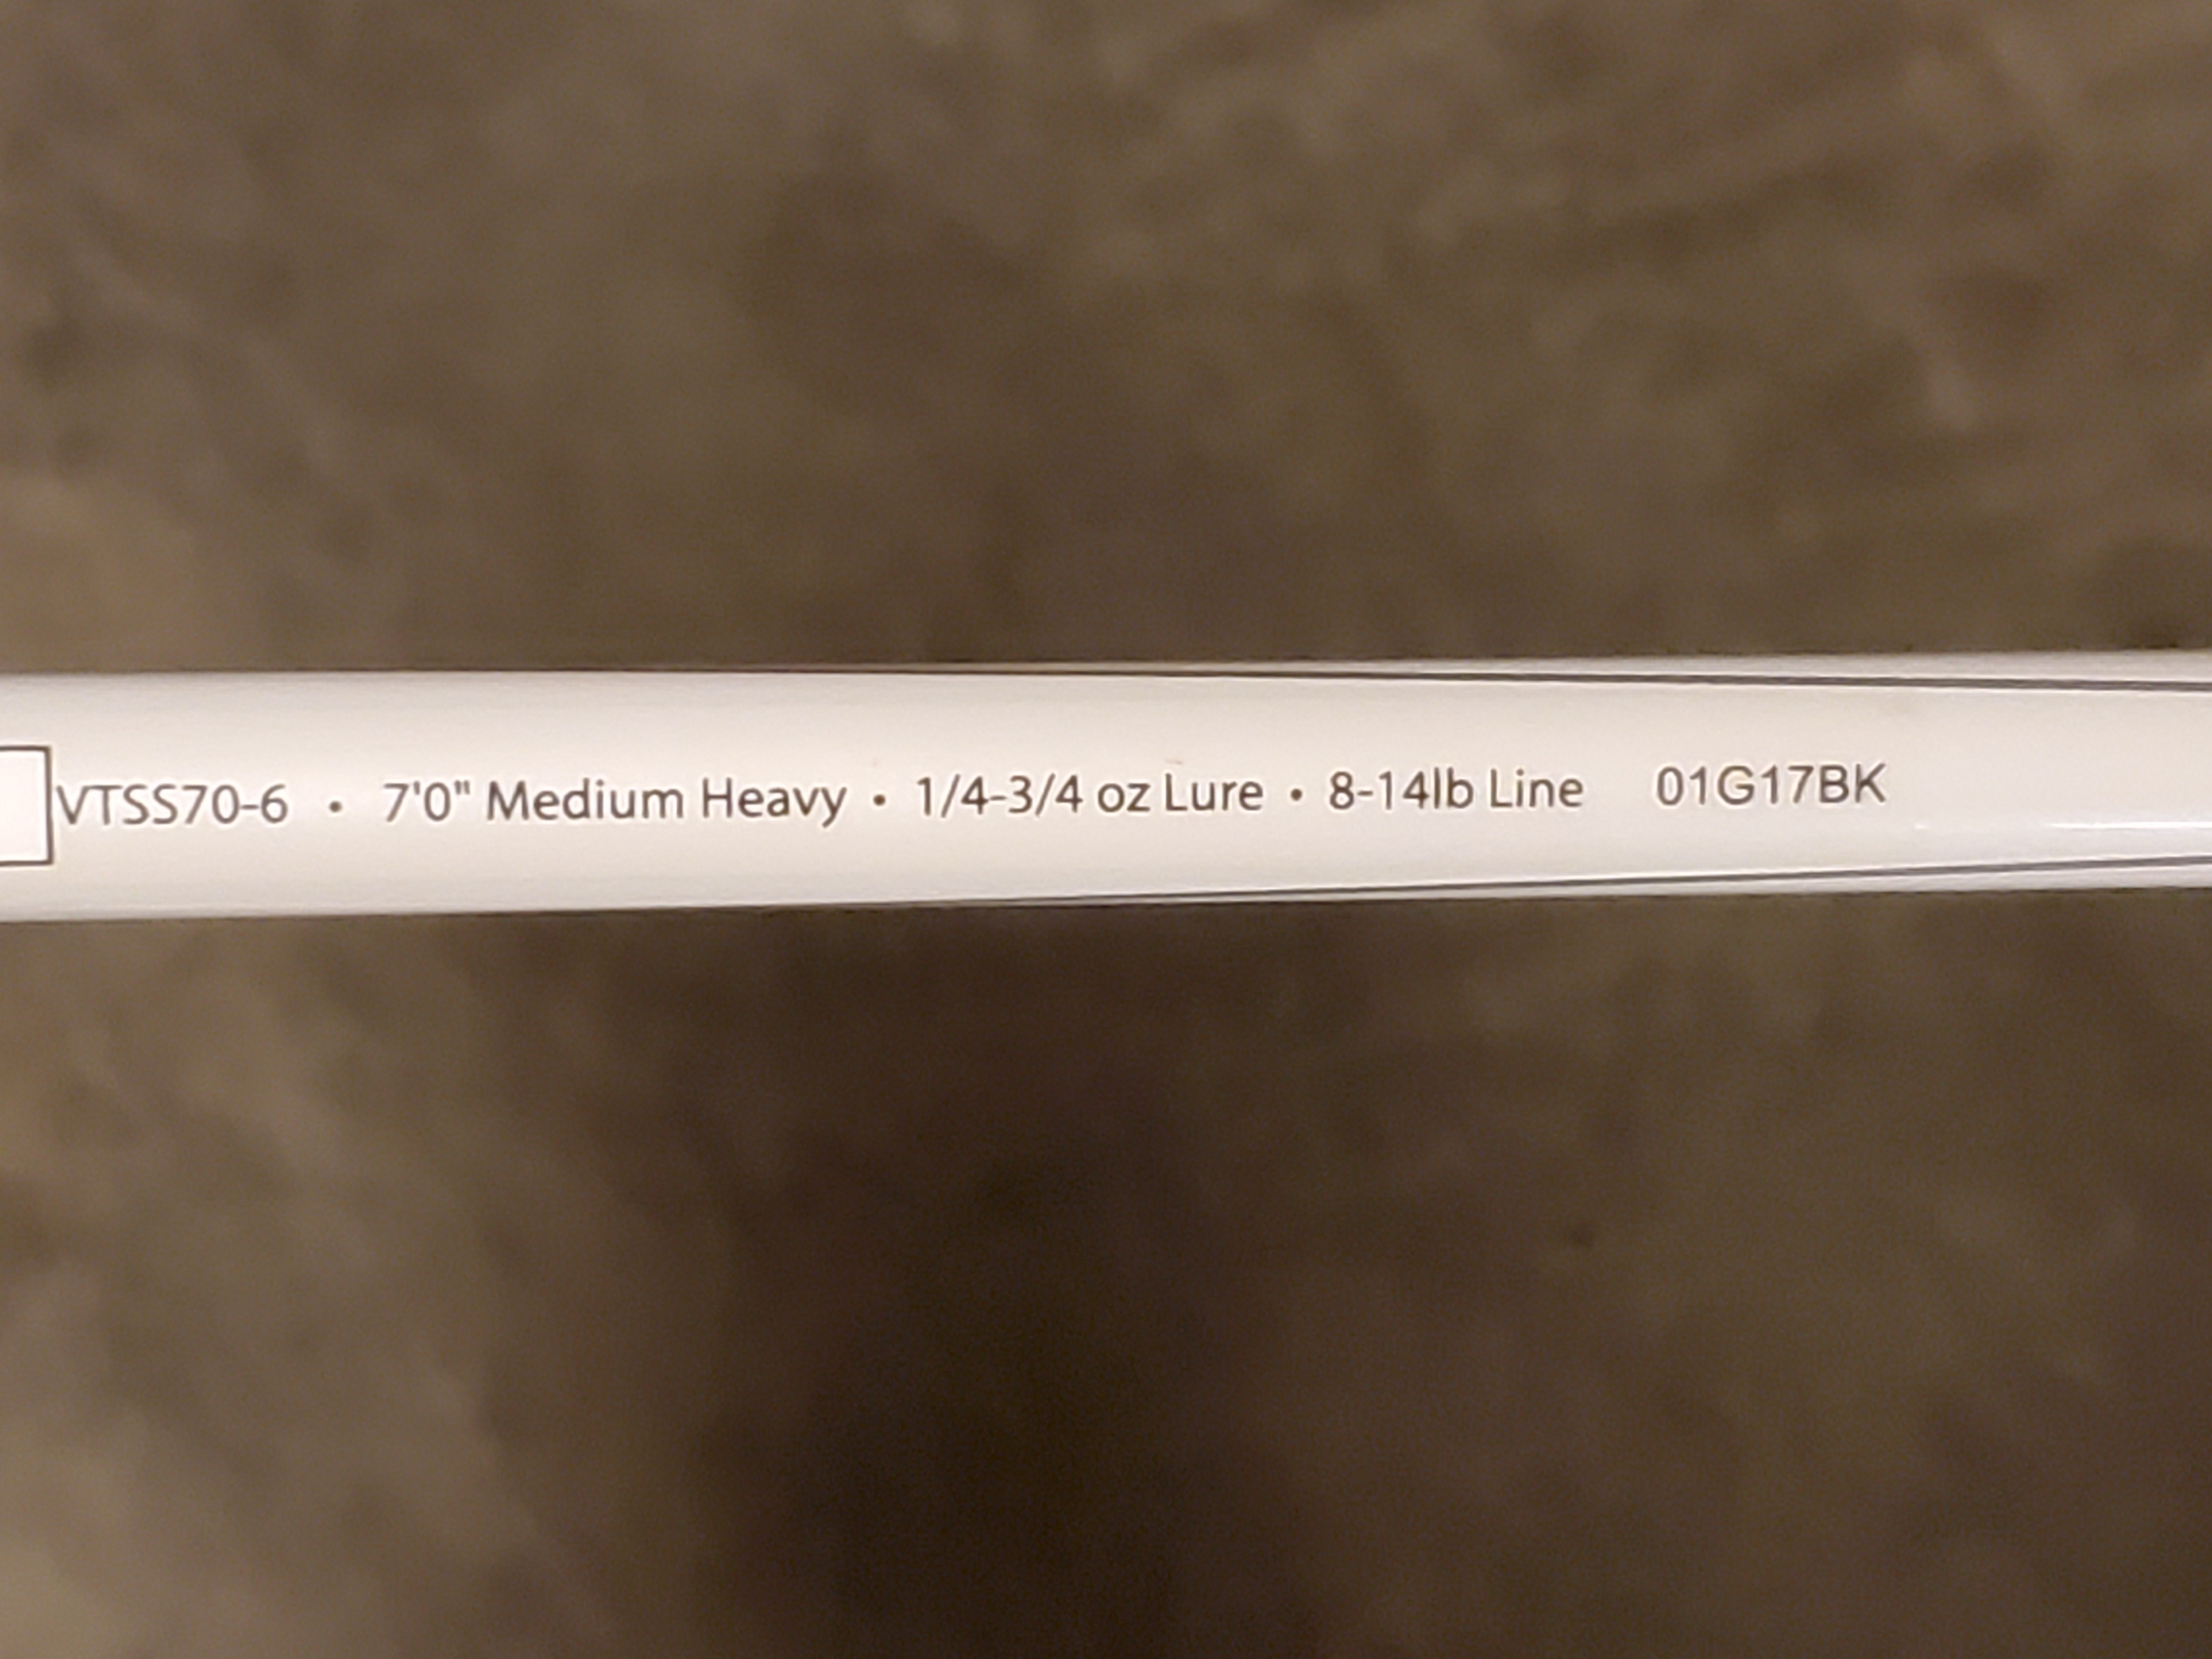 VTSS70-6 • 7'0" Medium Heavy • 1/4-3/4 oz Lure • 8-14lb Line 01G17BK